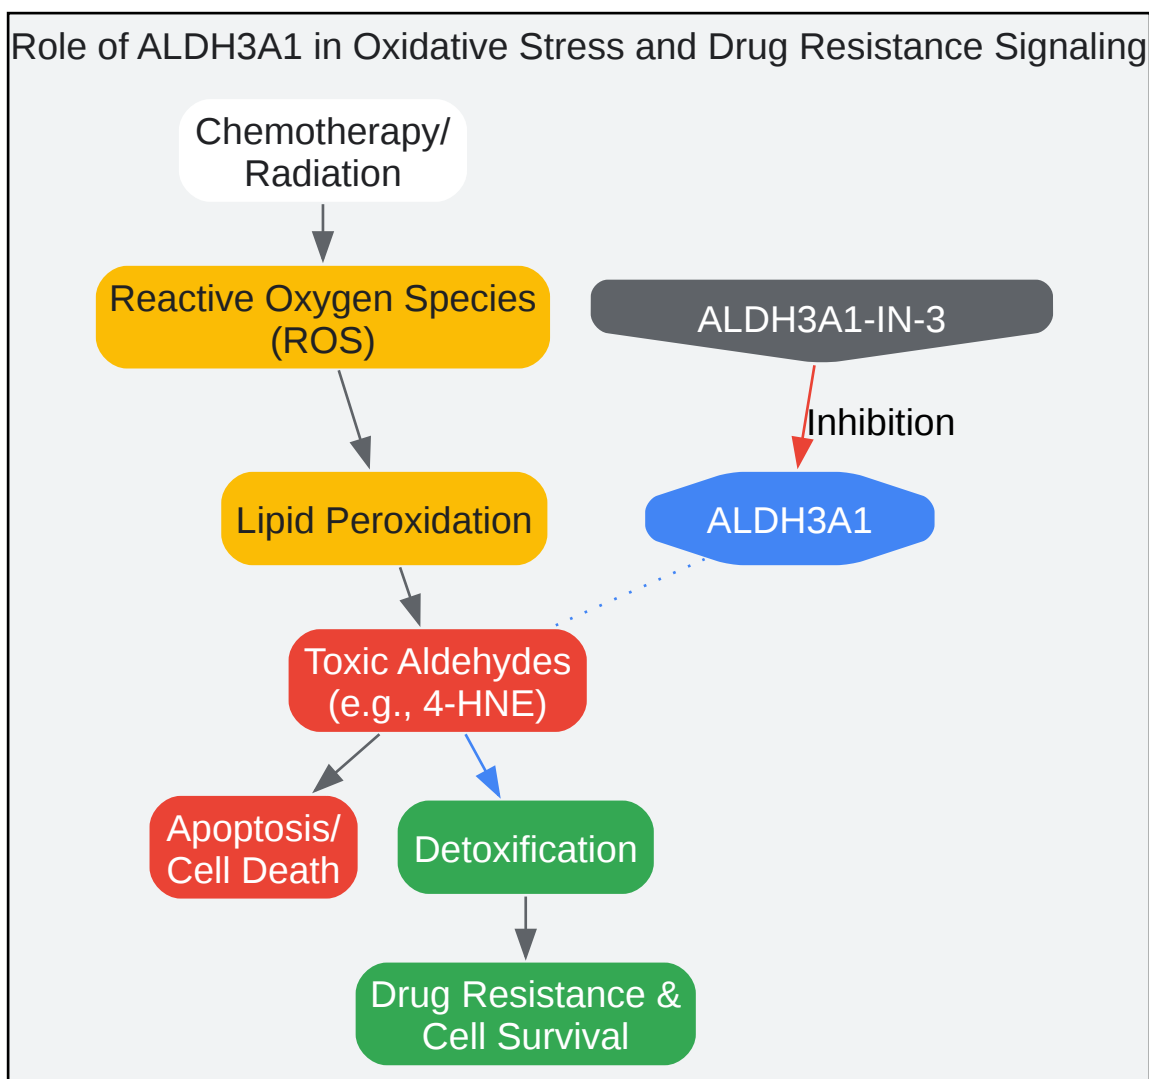 Role of ALDH3A1 in Oxidative Stress and Drug Resistance Signaling
Chemotherapy/
Radiation
Reactive Oxygen Species
(ROS)
ALDH3A1-IN-3
Inhibition
Lipid Peroxidation
ALDH3A1
Toxic Aldehydes
(e.g., 4-HNE)
Apoptosis/
Cell Death
Detoxification
Drug Resistance &
Cell Survival